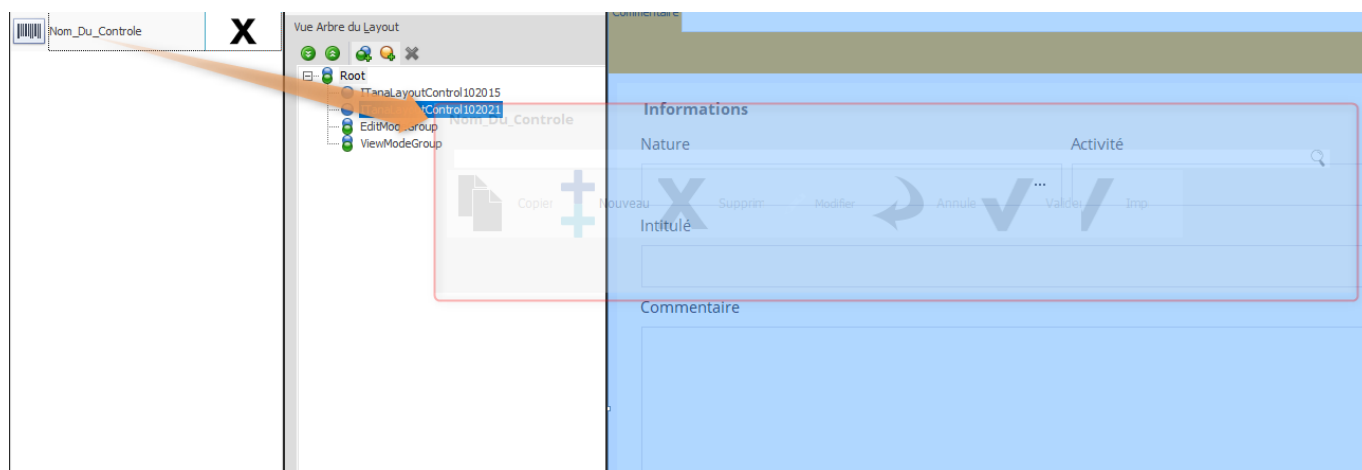 Nom_Du_Controle
Vue Arbre du Layout
Root
ITanaLayoutControl102015
EditModeGroup
ViewModeGroup
Commentaire
Informations
Nom_Du_Controle
Nature
Activité
...
Copier Nouveau Supprim Modifier Annule Valider Imp
Intitulé
Commentaire